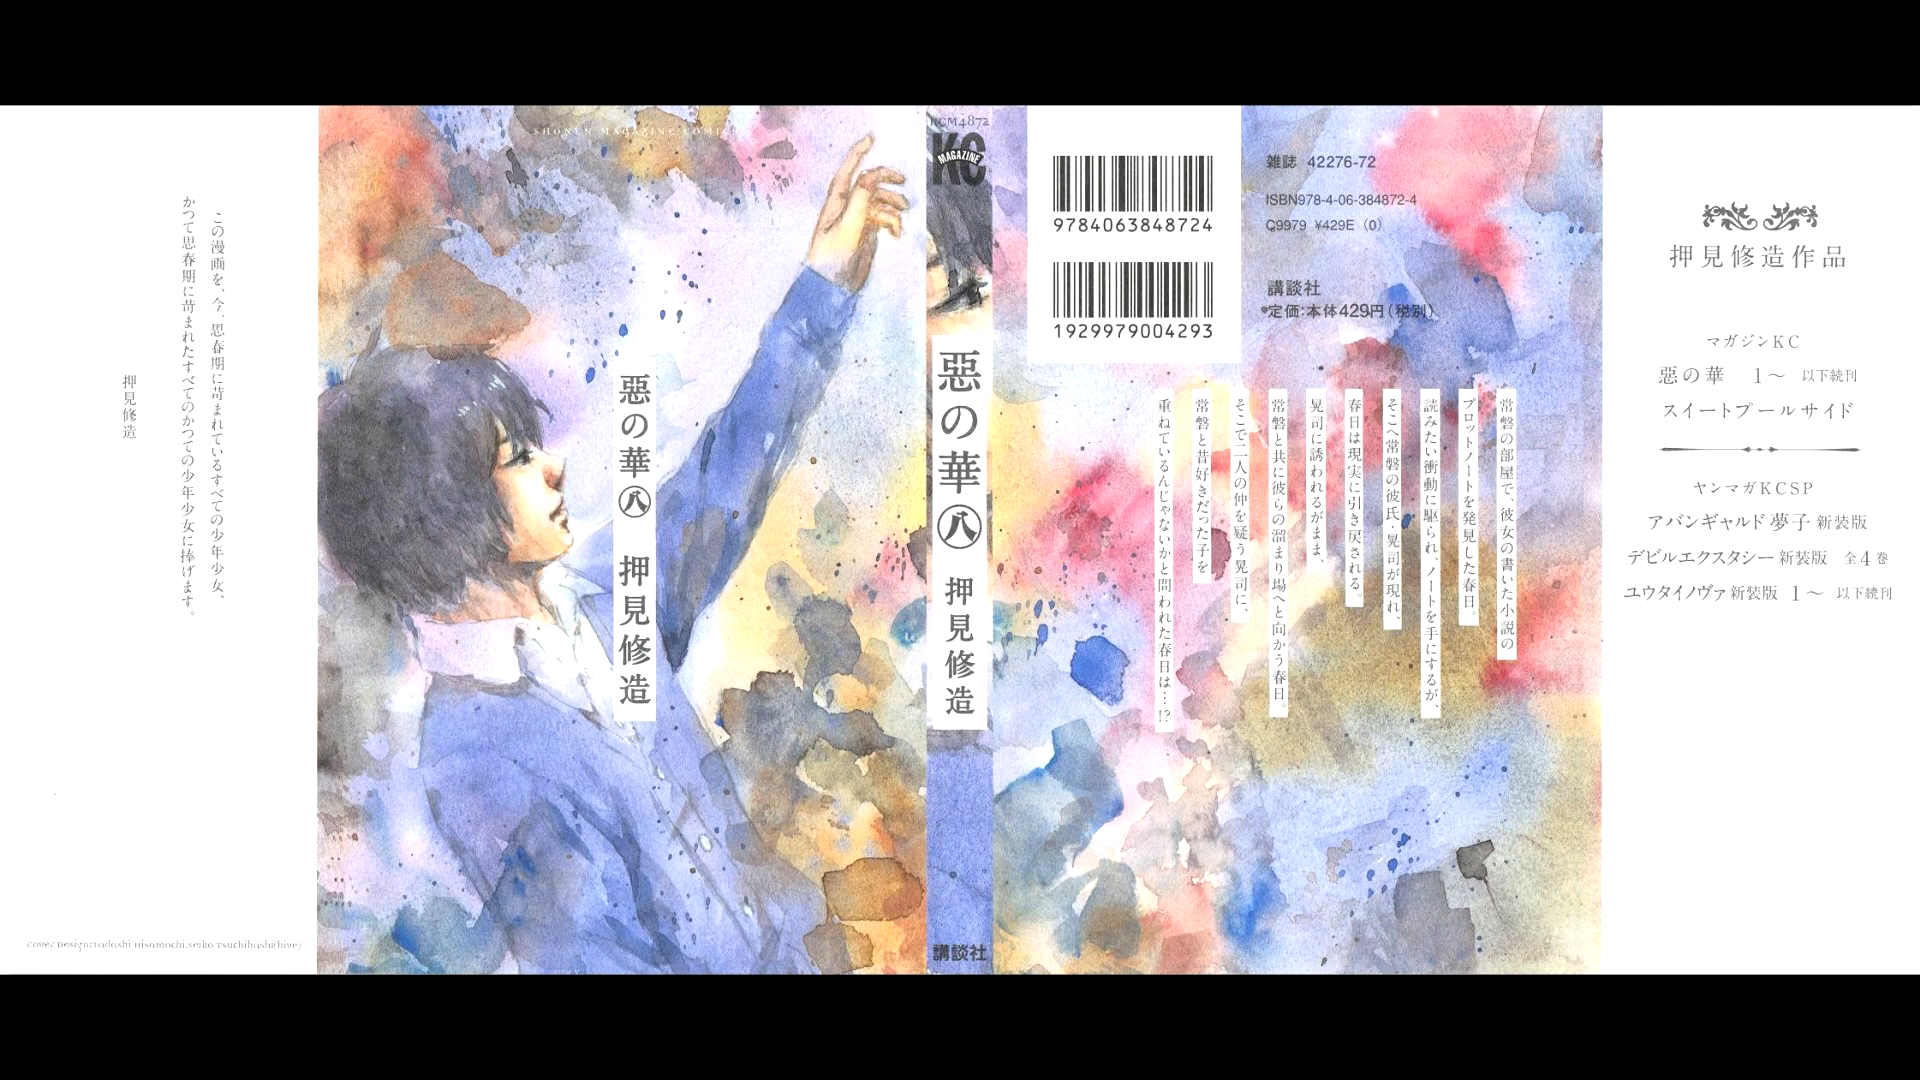 この漫画を、今、思春期に苛まれているすべての少年少女、
かつて思春期に苛まれたすべてのかつての少年少女に捧げます。
押見修造
Cover Design:Tadashi Hisamochi.Seiko Tsuchihashi(hive)
SHONEN MAGAZINE COMICS
惡の華 八 押見修造
KCM4872
KC
MAGAZINE
惡の華 八 押見修造
講談社
9784063848724
1929979004293
雑誌 42276-72
ISBN978-4-06-384872-4
C9979 ¥429E (0)
講談社
定価:本体429円(税別)
常磐の部屋で、彼女の書いた小説の
プロットノートを発見した春日。
読みたい衝動に駆られ、ノートを手にするが、
そこへ常磐の彼氏・晃司が現れ、
春日は現実に引き戻される。
晃司に誘われるがまま、
常磐と共に彼らの溜まり場へと向かう春日。
そこで二人の仲を疑う晃司に、
常磐と昔好きだった子を
重ねているんじゃないかと問われた春日は…!?
押見修造作品
マガジンKC
惡の華 1〜 以下続刊
スイートプールサイド
ヤンマガKCSP
アバンギャルド夢子 新装版
デビルエクスタシー 新装版 全4巻
ユウタイノヴァ 新装版 1〜 以下続刊